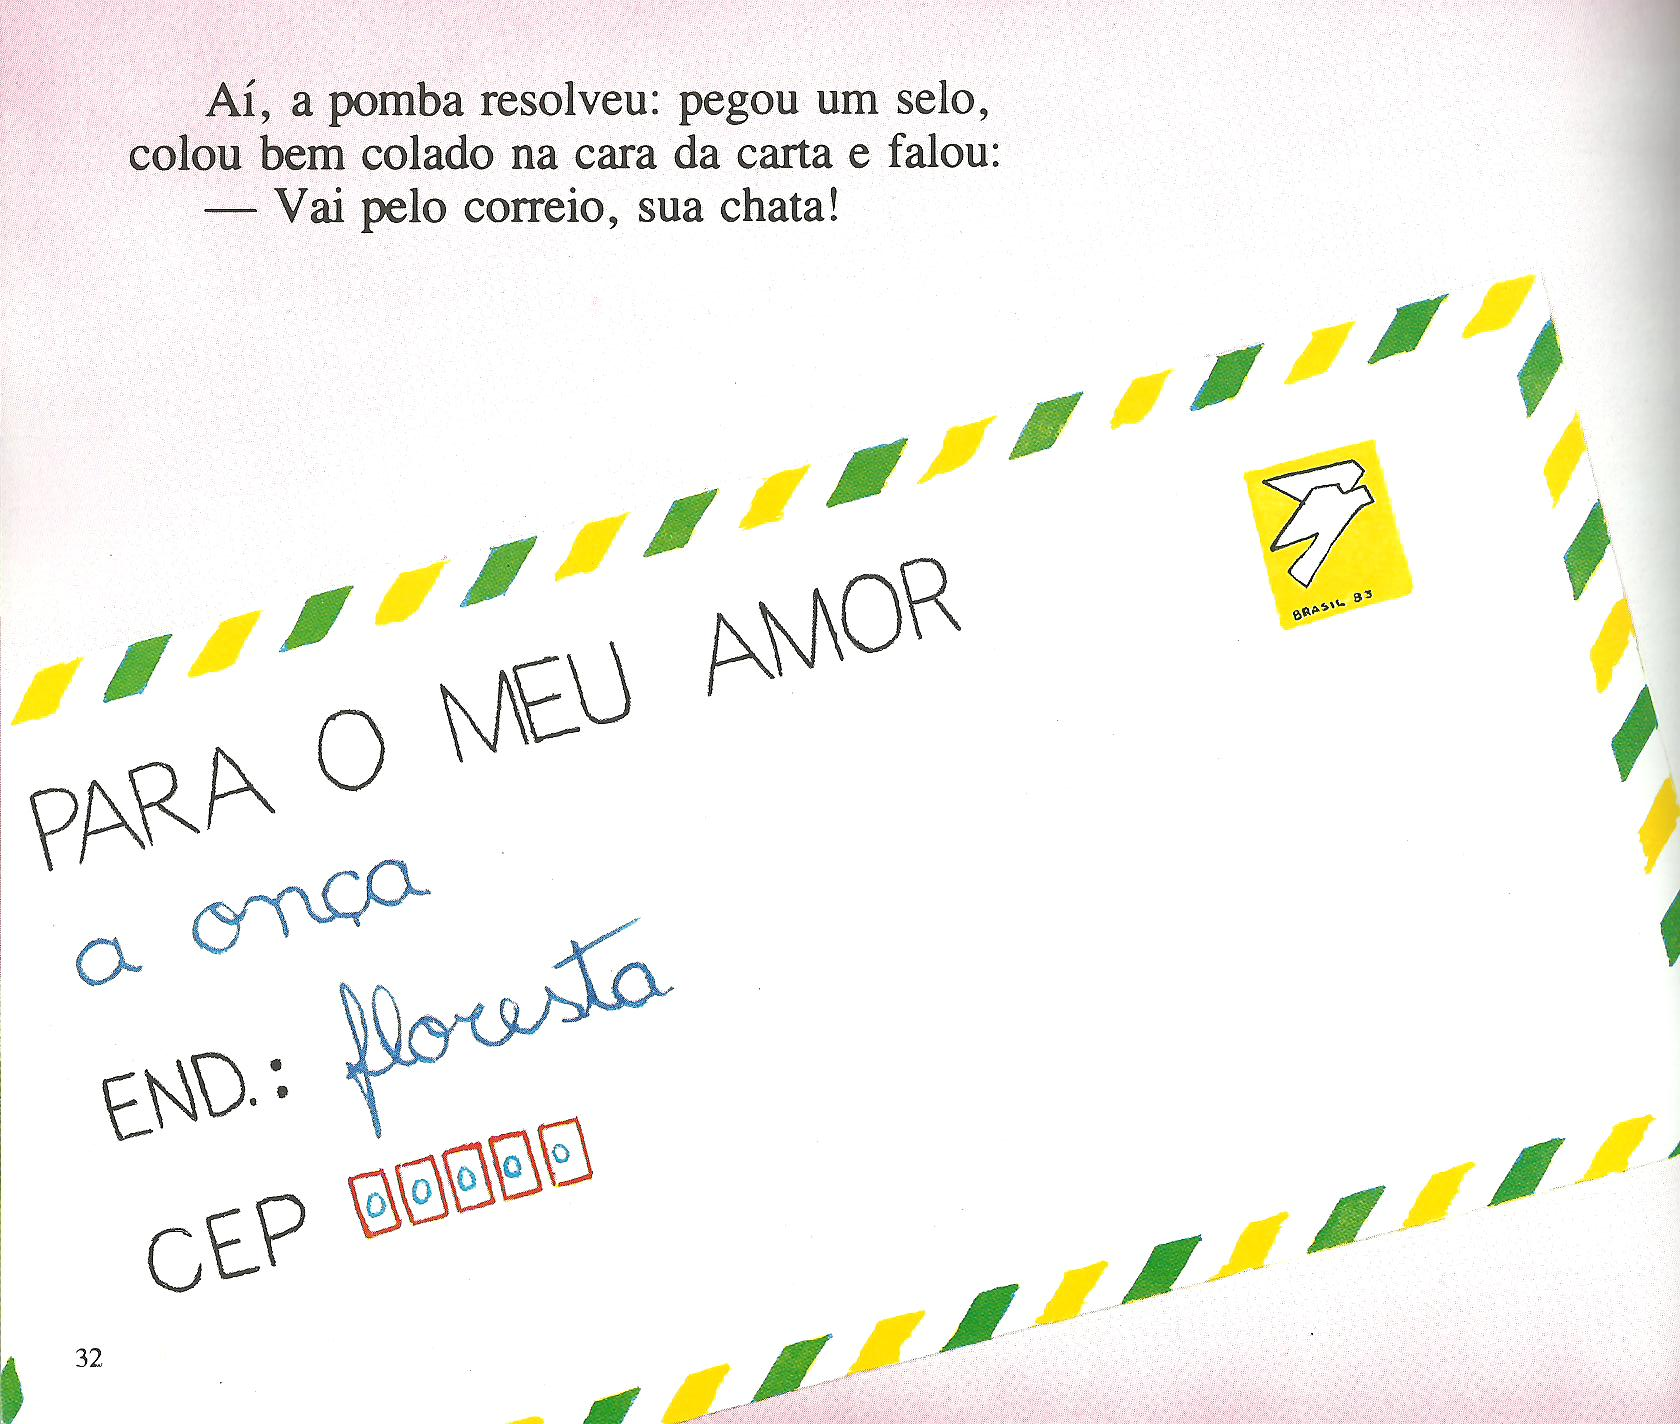 Aí, a pomba resolveu: pegou um selo,
colou bem colado na cara da carta e falou:
— Vai pelo correio, sua chata!
BRASIL 83
PARA O MEU AMOR
a onça
END.: floresta
CEP 00000
32